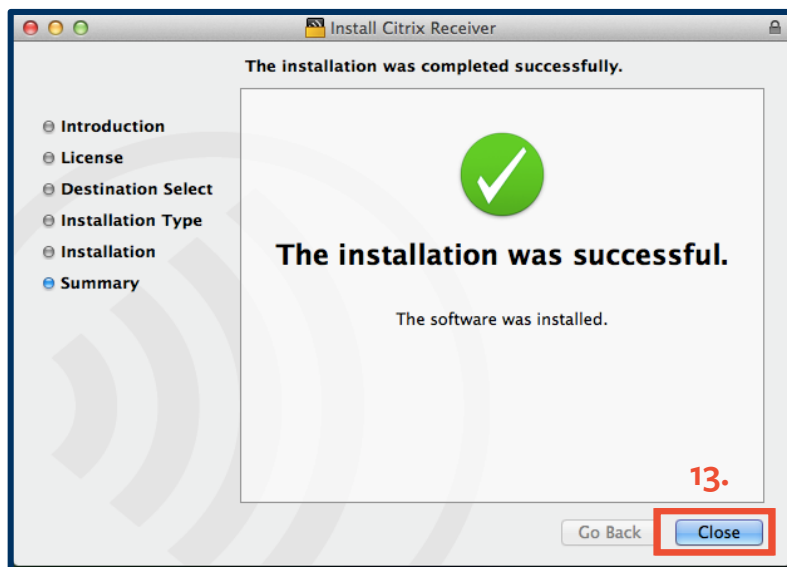 Install Citrix Receiver
The installation was completed successfully.
Introduction
License
Destination Select
Installation Type
Installation
Summary
The installation was successful.
The software was installed.
13.
Go Back
Close